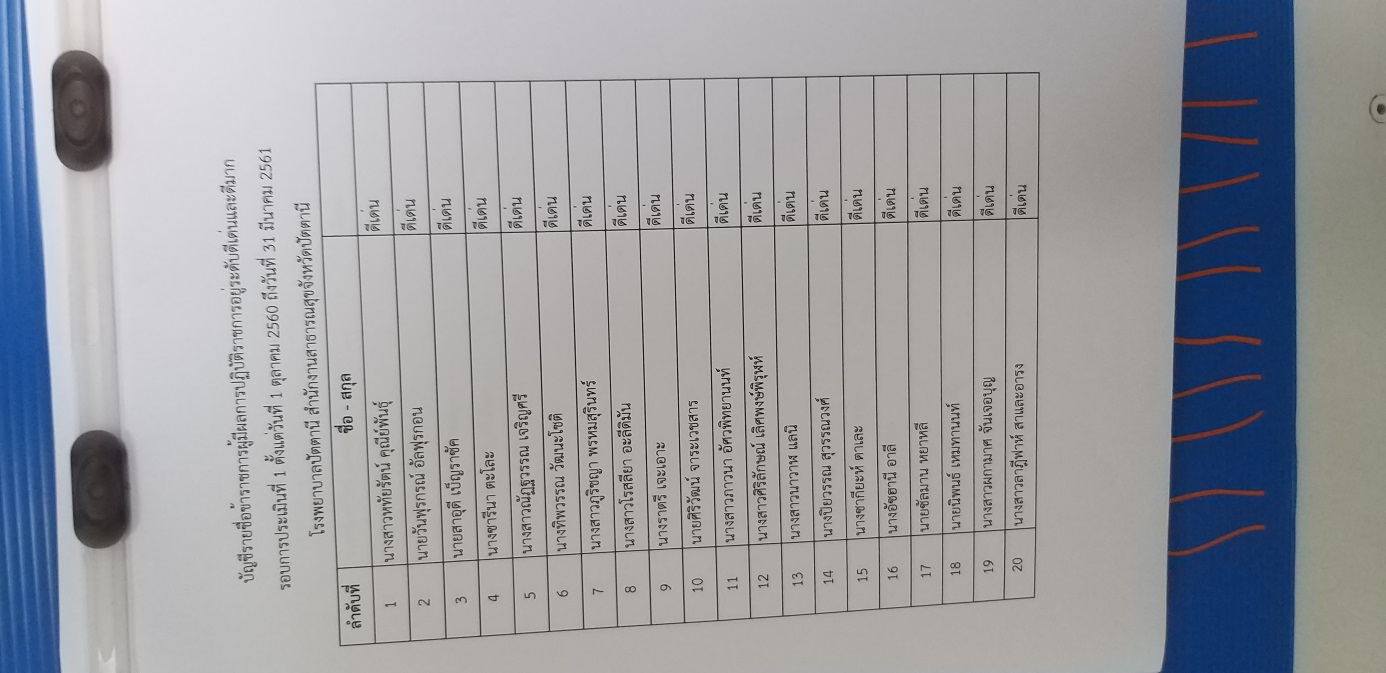 บัญชีรายชื่อข้าราชการผู้มีผลการปฏิบัติราชการอยู่ระดับดีเด่นและดีมาก
รอบการประเมินที่ 1 ตั้งแต่วันที่ 1 ตุลาคม 2560 ถึงวันที่ 31 มีนาคม 2561
โรงพยาบาลปัตตานี สำนักงานสาธารณสุขจังหวัดปัตตานี
ลำดับที่ ชื่อ - สกุล
1 นางสาวหทัยรัตน์ คุณีย์พันธุ์ ดีเด่น
2 นายวันฟุรกรณ์ อัลฟุรกอน ดีเด่น
3 นายสาอุดี เบ็ญราชัค ดีเด่น
4 นางซารีนา ตะโละ ดีเด่น
5 นางสาวณัฏฐวรรณ เจริญศรี ดีเด่น
6 นางทิพวรรณ วัฒนะโชติ ดีเด่น
7 นางสาวภูริชญา พรหมสุรินทร์ ดีเด่น
8 นางสาวโรสลียา อะลีดิมัน ดีเด่น
9 นางราตรี เจะเอาะ ดีเด่น
10 นายศิริวัฒน์ จาระเวชสาร ดีเด่น
11 นางสาวภาวนา อัศวพิทยานนท์ ดีเด่น
12 นางสาวศิริลักษณ์ เลิศพงษ์พิรุฬห์ ดีเด่น
13 นางสาวนาวาฬ แลนิ ดีเด่น
14 นางปิยวรรณ สุวรรณวงศ์ ดีเด่น
15 นางซากียะห์ ตาเละ ดีเด่น
16 นางอัซฮานี อาลี ดีเด่น
17 นายซัลมาน หยาหลี ดีเด่น
18 นายนิพนธ์ เหมทานนท์ ดีเด่น
19 นางสาวผกามาศ จันเจอบุญ ดีเด่น
20 นางสาวลาฎีฟาห์ สาและอารง ดีเด่น